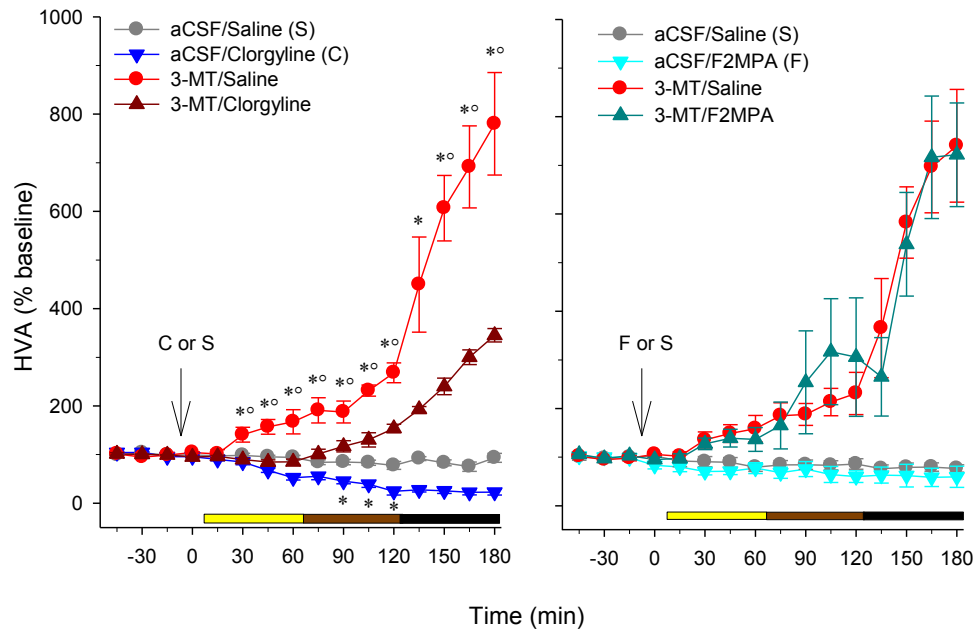 aCSF/Saline (S)
aCSF/Clorgyline (C)
3-MT/Saline
3-MT/Clorgyline
HVA (% baseline)
1000
800
600
400
200
0
C or S
*°
*°
*°
*°
*
*°
*°
*°
*°
*°
*°
*°
* * *
-30 0 30 60 90 120 150 180
aCSF/Saline (S)
aCSF/F2MPA (F)
3-MT/Saline
3-MT/F2MPA
F or S
-30 0 30 60 90 120 150 180
Time (min)